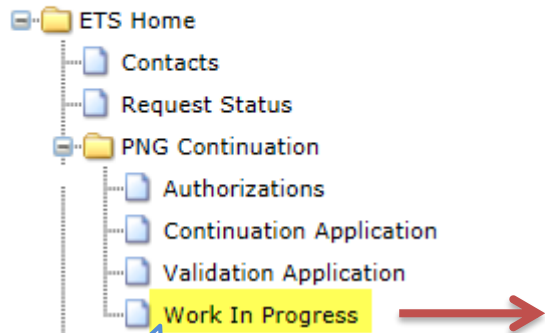 ETS Home
Contacts
Request Status
PNG Continuation
Authorizations
Continuation Application
Validation Application
Work In Progress